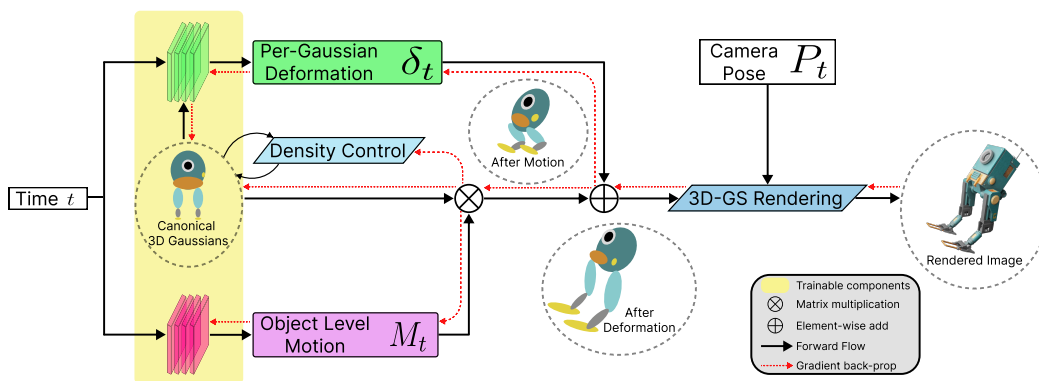 Per-Gaussian
Deformation δₜ
Camera
Pose Pₜ
Density Control
After Motion
Time t
Canonical
3D Gaussians
3D-GS Rendering
Rendered Image
After
Deformation
Object Level
Motion Mₜ
Trainable components
Matrix multiplication
Element-wise add
Forward Flow
Gradient back-prop